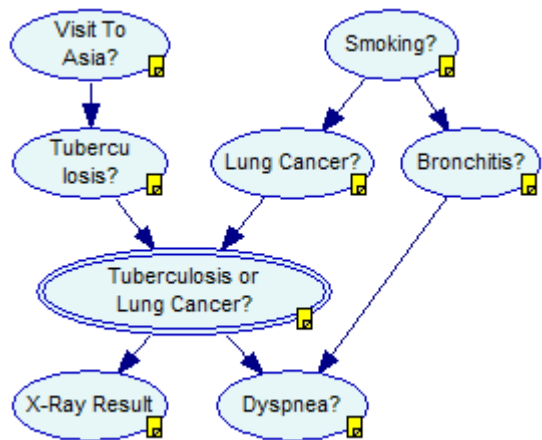 Visit To
Asia?
Smoking?
Tubercu
losis?
Lung Cancer?
Bronchitis?
Tuberculosis or
Lung Cancer?
X-Ray Result
Dyspnea?